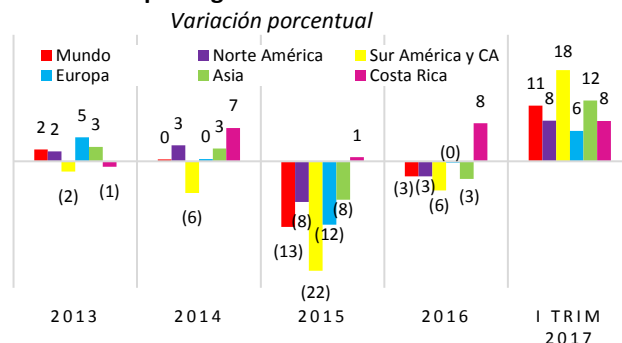 Variación porcentual
Mundo Norte América Sur América y CA
Europa Asia Costa Rica
2 2 (2) 5 3 (1)
0 3 (6) 0 3 7
(13) (8) (22) (12) (8) 1
(3) (3) (6) (0) (3) 8
11 8 18 6 12 8
2013 2014 2015 2016 I TRIM
2017